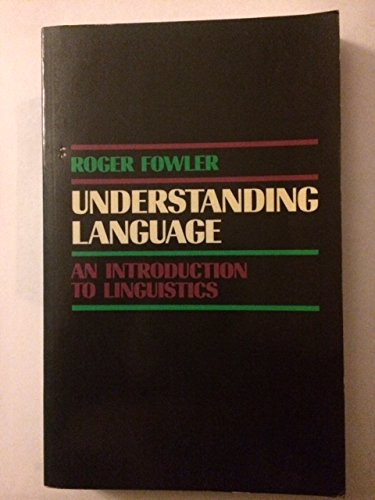 ROGER FOWLER
UNDERSTANDING
LANGUAGE
AN INTRODUCTION
TO LINGUISTICS